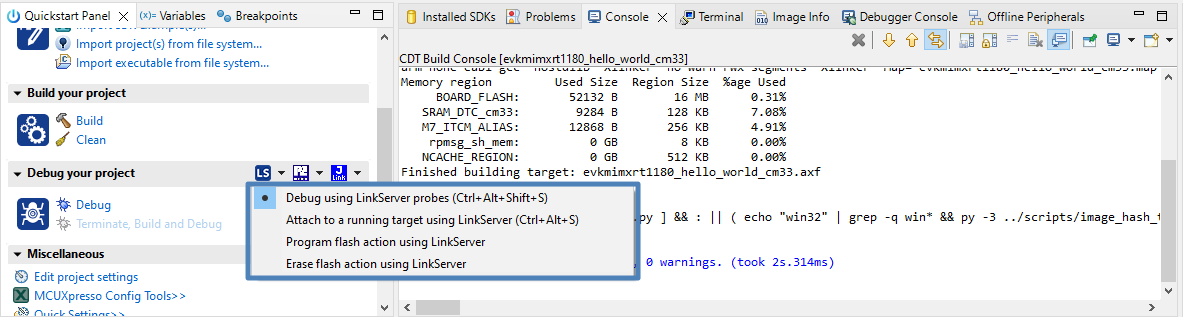 Quickstart Panel
(x)= Variables
Breakpoints
Import project(s) from file system...
Import executable from file system...
Build your project
Build
Clean
Debug your project
LS
Link
Debug
Terminate, Build and Debug
Debug using LinkServer probes (Ctrl+Alt+Shift+S)
Attach to a running target using LinkServer (Ctrl+Alt+S)
Program flash action using LinkServer
Erase flash action using LinkServer
Miscellaneous
Edit project settings
MCUXpresso Config Tools>>
Quick Settings>>
Installed SDKs
Problems
Console
Terminal
Image Info
Debugger Console
Offline Peripherals
CDT Build Console [evkmimxrt1180_hello_world_cm33]
Memory region Used Size Region Size %age Used
BOARD_FLASH: 52132 B 16 MB 0.31%
SRAM_DTC_cm33: 9284 B 128 KB 7.08%
M7_ITCM_ALIAS: 12868 B 256 KB 4.91%
rpmsg_sh_mem: 0 GB 8 KB 0.00%
NCACHE_REGION: 0 GB 512 KB 0.00%
Finished building target: evkmimxrt1180_hello_world_cm33.axf
.py ] && : || ( echo "win32" | grep -q win* && py -3 ../scripts/image_hash_
0 warnings. (took 2s.314ms)